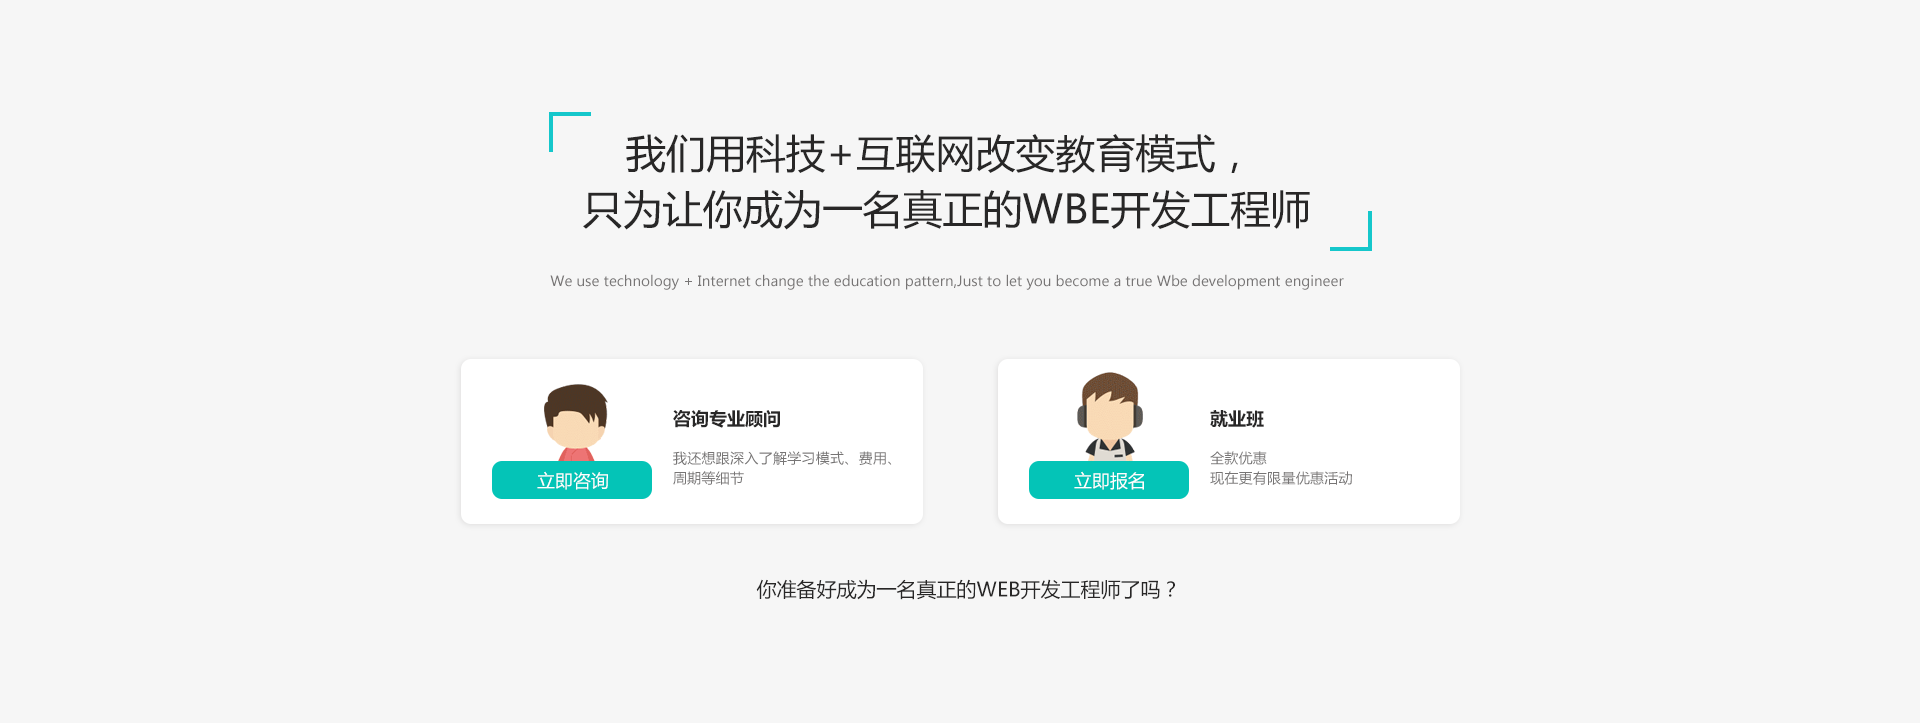 我们用科技+互联网改变教育模式，
只为让你成为一名真正的WBE开发工程师
We use technology + Internet change the education pattern,Just to let you become a true Wbe development engineer
咨询专业顾问
我还想跟深入了解学习模式、费用、
周期等细节
立即咨询
就业班
全款优惠
现在更有限量优惠活动
立即报名
你准备好成为一名真正的WEB开发工程师了吗？